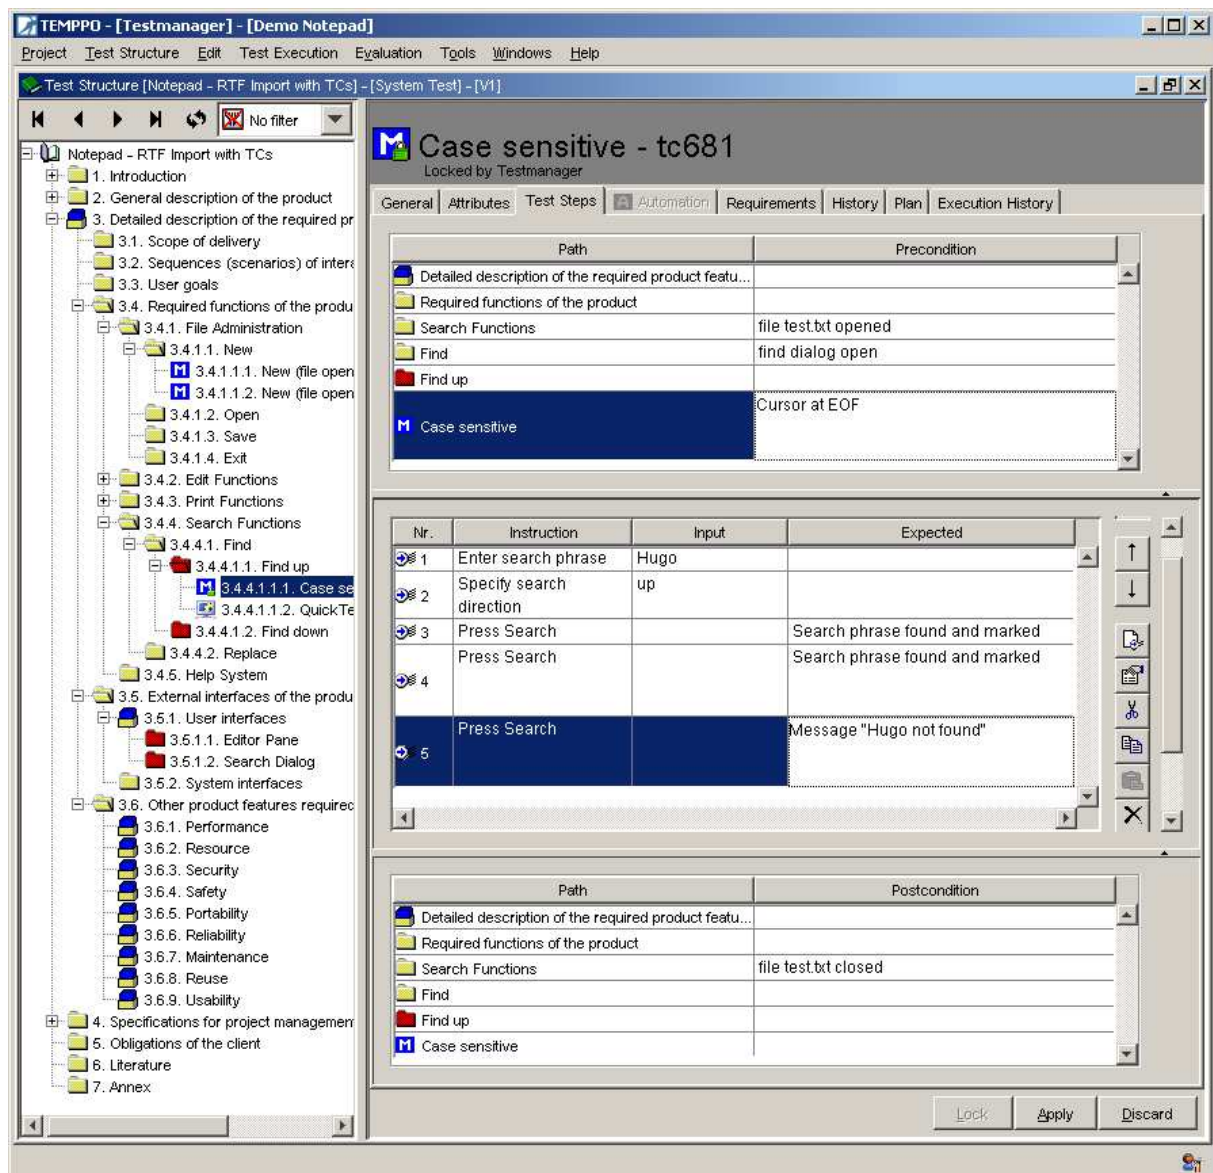 TEMPPO - [Testmanager] - [Demo Notepad]
Project Test Structure Edit Test Execution Evaluation Tools Windows Help
Test Structure [Notepad - RTF Import with TCs] - [System Test] - [V1]
No filter
Notepad - RTF Import with TCs
1. Introduction
2. General description of the product
3. Detailed description of the required pr
3.1. Scope of delivery
3.2. Sequences (scenarios) of intera
3.3. User goals
3.4. Required functions of the produ
3.4.1. File Administration
3.4.1.1. New
M 3.4.1.1.1. New (file open
M 3.4.1.1.2. New (file open
3.4.1.2. Open
3.4.1.3. Save
3.4.1.4. Exit
3.4.2. Edit Functions
3.4.3. Print Functions
3.4.4. Search Functions
3.4.4.1. Find
3.4.4.1.1. Find up
M 3.4.4.1.1.1. Case se
3.4.4.1.1.2. QuickTe
3.4.4.1.2. Find down
3.4.4.2. Replace
3.4.5. Help System
3.5. External interfaces of the produ
3.5.1. User interfaces
3.5.1.1. Editor Pane
3.5.1.2. Search Dialog
3.5.2. System interfaces
3.6. Other product features required
3.6.1. Performance
3.6.2. Resource
3.6.3. Security
3.6.4. Safety
3.6.5. Portability
3.6.6. Reliability
3.6.7. Maintenance
3.6.8. Reuse
3.6.9. Usability
4. Specifications for project managemen
5. Obligations of the client
6. Literature
7. Annex
M Case sensitive - tc681
Locked by Testmanager
General Attributes Test Steps A Automation Requirements History Plan Execution History
Path Precondition
Detailed description of the required product featu...
Required functions of the product
Search Functions file test.txt opened
Find find dialog open
Find up
M Case sensitive Cursor at EOF
Nr. Instruction Input Expected
1 Enter search phrase Hugo
2 Specify search direction up
3 Press Search Search phrase found and marked
4 Press Search Search phrase found and marked
5 Press Search Message "Hugo not found"
Path Postcondition
Detailed description of the required product featu...
Required functions of the product
Search Functions file test.txt closed
Find
Find up
M Case sensitive
Lock Apply Discard